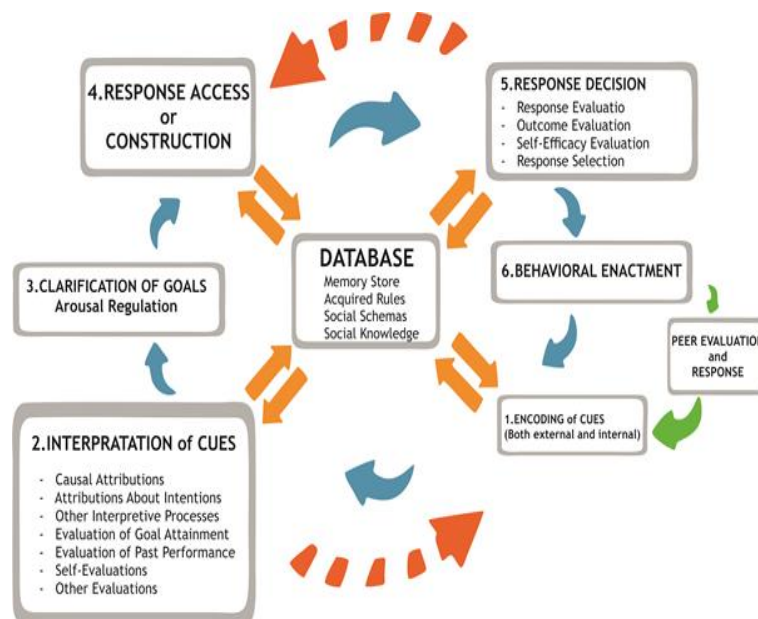 4.RESPONSE ACCESS
or
CONSTRUCTION
5.RESPONSE DECISION
- Response Evaluatio
- Outcome Evaluation
- Self-Efficacy Evaluation
- Response Selection
3.CLARIFICATION OF GOALS
Arousal Regulation
DATABASE
Memory Store
Acquired Rules
Social Schemas
Social Knowledge
6.BEHAVIORAL ENACTMENT
PEER EVALUATION
and
RESPONSE
1.ENCODING of CUES
(Both external and internal)
2.INTERPRATATION of CUES
- Causal Attributions
- Attributions About Intentions
- Other Interpretive Processes
- Evaluation of Goal Attainment
- Evaluation of Past Performance
- Self-Evaluations
- Other Evaluations